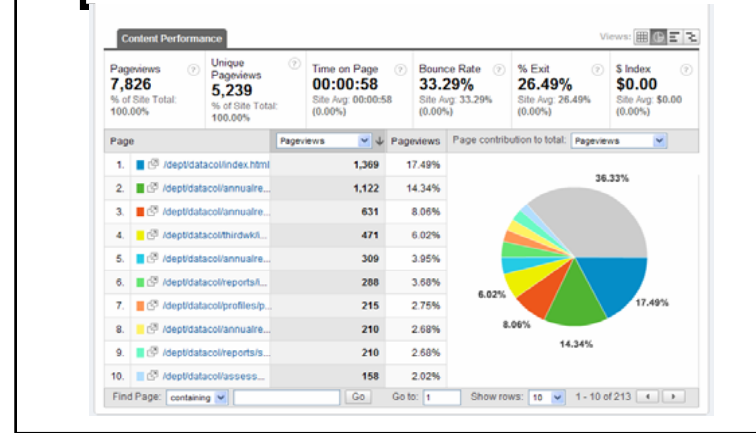 Content Performance
Views:
Pageviews
7,826
% of Site Total:
100.00%
Unique
Pageviews
5,239
% of Site Total:
100.00%
Time on Page
00:00:58
Site Avg: 00:00:58
(0.00%)
Bounce Rate
33.29%
Site Avg: 33.29%
(0.00%)
% Exit
26.49%
Site Avg: 26.49%
(0.00%)
$ Index
$0.00
Site Avg: $0.00
(0.00%)
Page Pageviews Pageviews Page contribution to total: Pageviews
1. /dept/datacol/index.html 1,369 17.49%
2. /dept/datacol/annualre... 1,122 14.34%
3. /dept/datacol/annualre... 631 8.06%
4. /dept/datacol/thirdwk/i... 471 6.02%
5. /dept/datacol/annualre... 309 3.95%
6. /dept/datacol/reports/i... 288 3.68%
7. /dept/datacol/profiles/p... 215 2.75%
8. /dept/datacol/annualre... 210 2.68%
9. /dept/datacol/reports/s... 210 2.68%
10. /dept/datacol/assess... 158 2.02%
36.33%
6.02%
17.49%
8.06%
14.34%
Find Page: containing Go Go to: 1 Show rows: 10 1 - 10 of 213